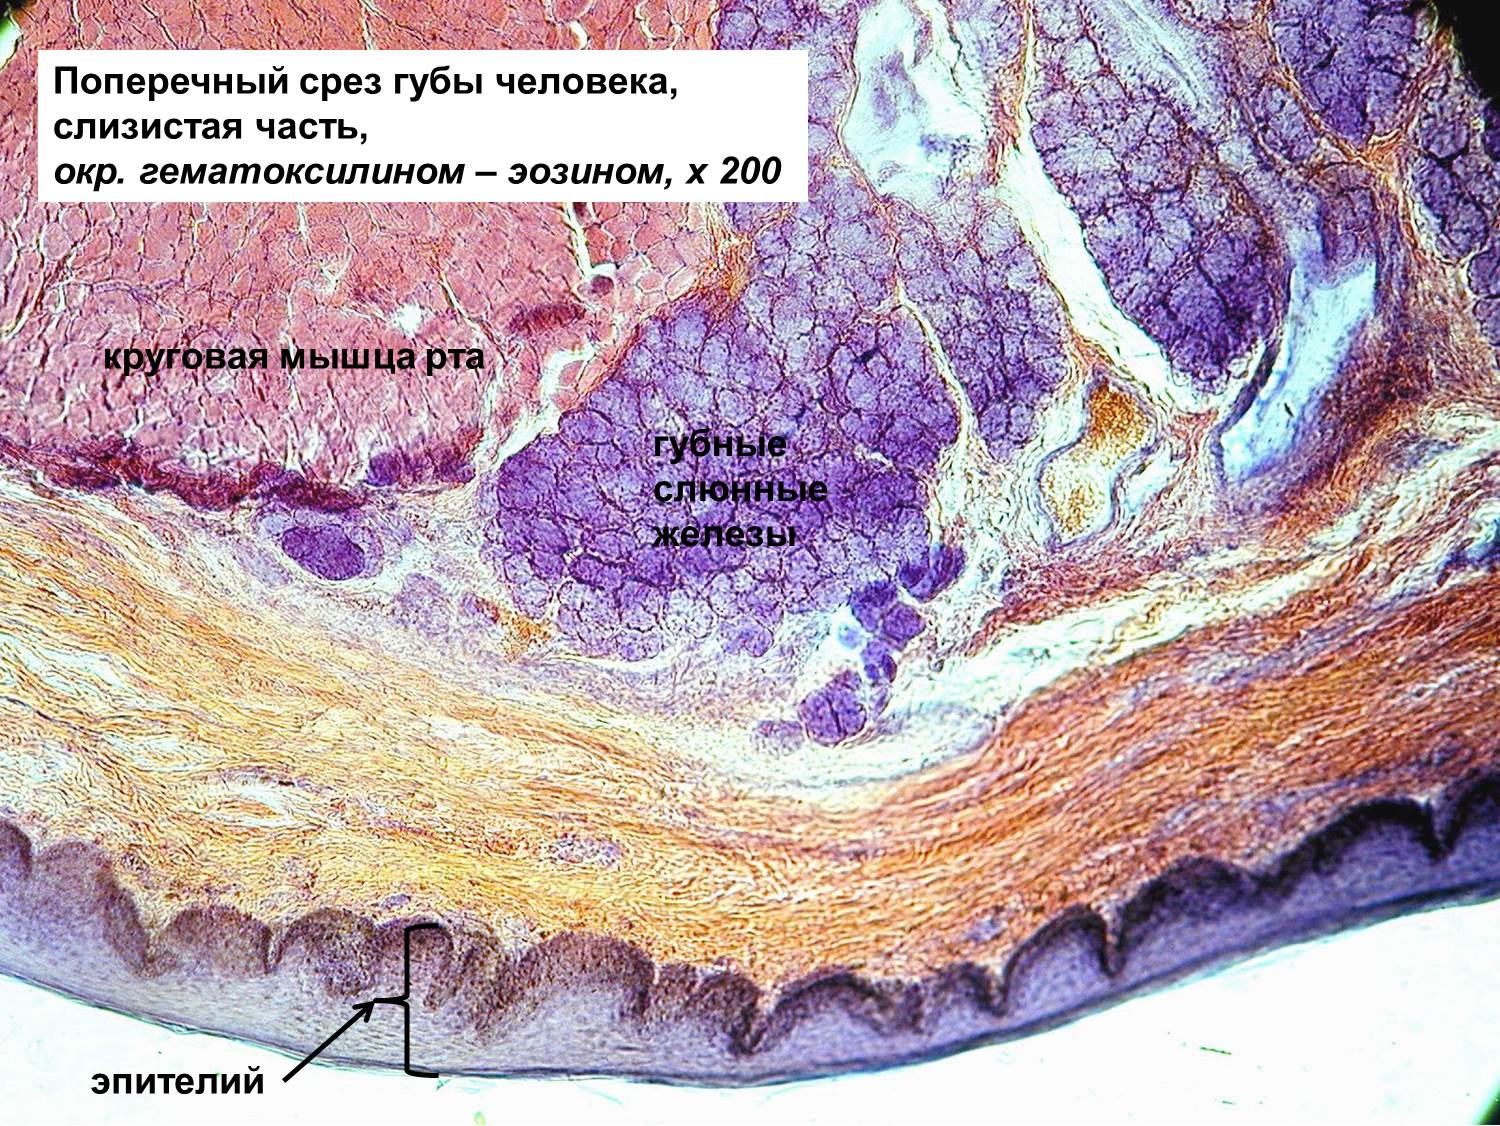 Поперечный срез губы человека,
слизистая часть,
окр. гематоксилином – эозином, х 200
круговая мышца рта
губные
слюнные
железы
эпителий